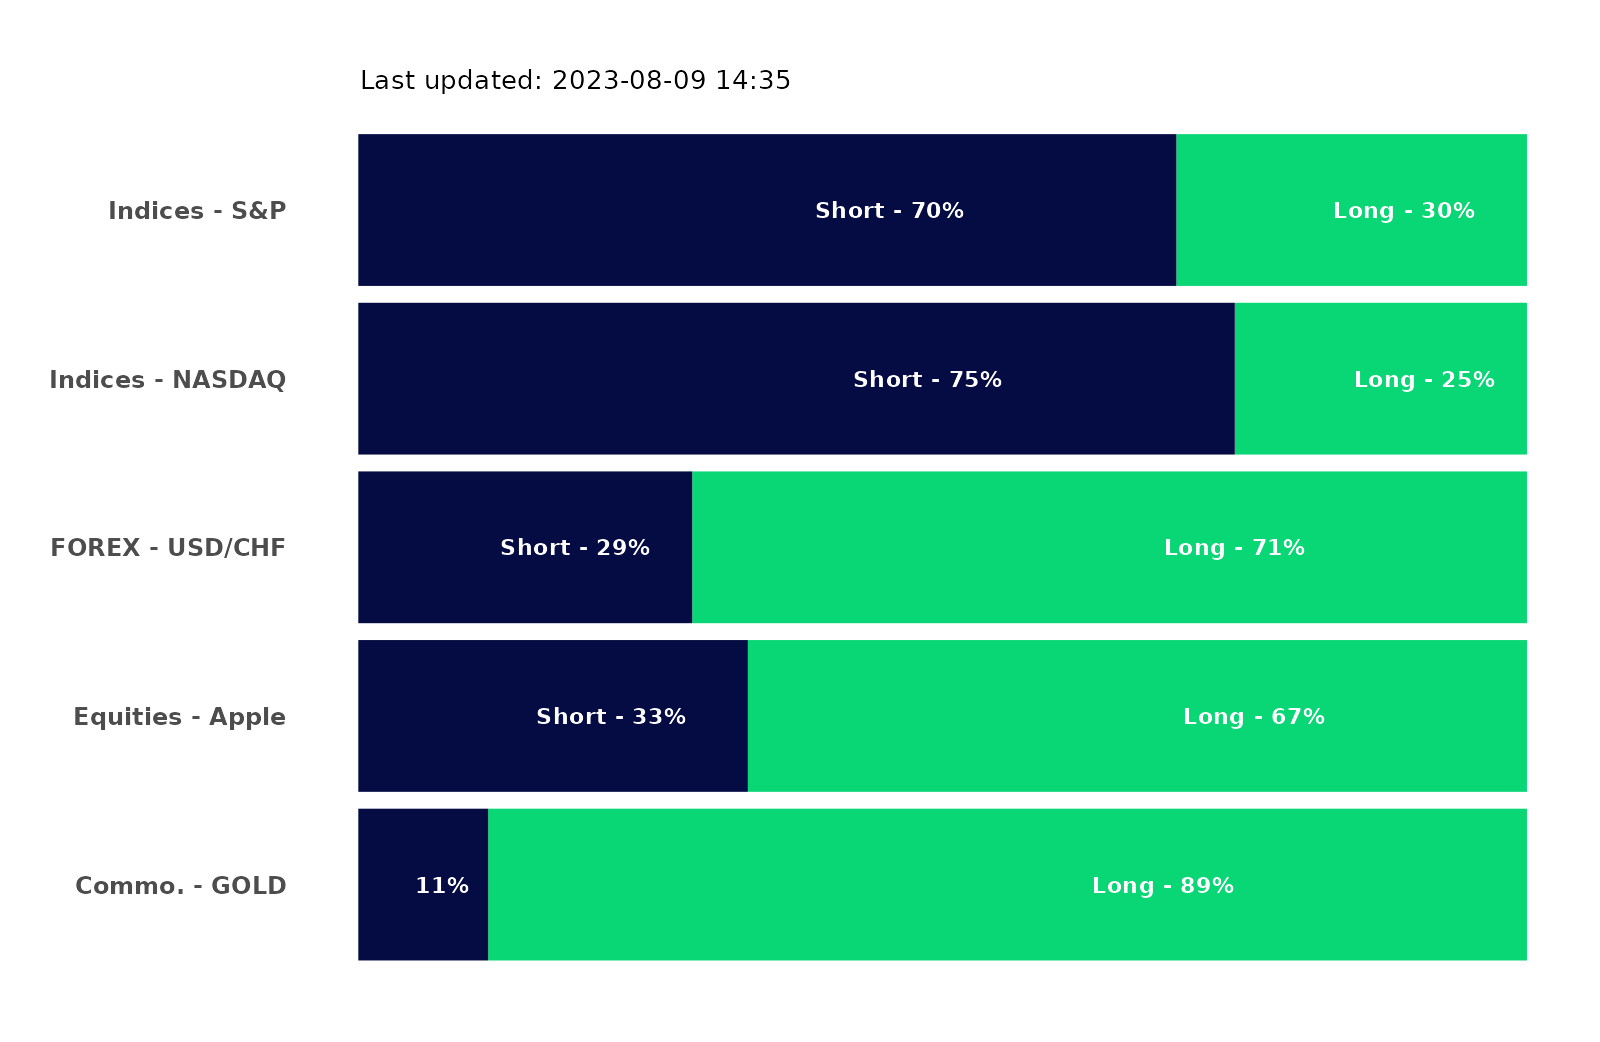 Last updated: 2023-08-09 14:35
Indices - S&P Short - 70% Long - 30%
Indices - NASDAQ Short - 75% Long - 25%
FOREX - USD/CHF Short - 29% Long - 71%
Equities - Apple Short - 33% Long - 67%
Commo. - GOLD 11% Long - 89%